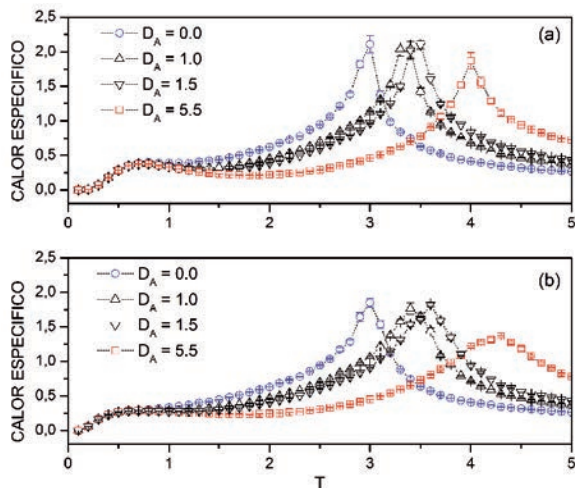 2,5
2,0
1,5
1,0
0,5
0,0
CALOR ESPECIFICO
(a)
D_A = 0.0
D_A = 1.0
D_A = 1.5
D_A = 5.5
0 1 2 3 4 5
2,5
2,0
1,5
1,0
0,5
0,0
CALOR ESPECIFICO
(b)
D_A = 0.0
D_A = 1.0
D_A = 1.5
D_A = 5.5
0 1 2 3 4 5
T